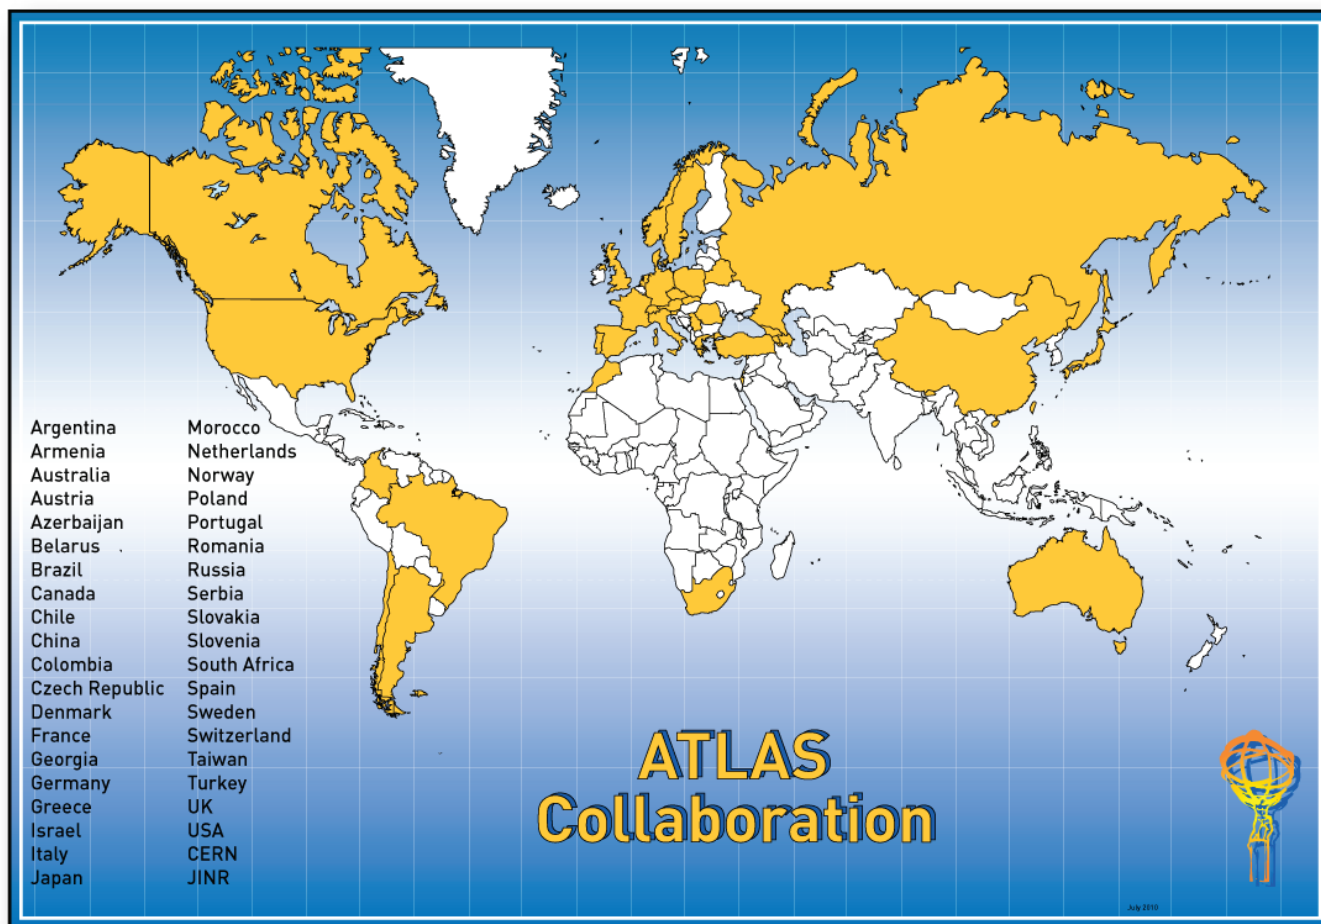 Argentina
Armenia
Australia
Austria
Azerbaijan
Belarus
Brazil
Canada
Chile
China
Colombia
Czech Republic
Denmark
France
Georgia
Germany
Greece
Israel
Italy
Japan
Morocco
Netherlands
Norway
Poland
Portugal
Romania
Russia
Serbia
Slovakia
Slovenia
South Africa
Spain
Sweden
Switzerland
Taiwan
Turkey
UK
USA
CERN
JINR
ATLAS
Collaboration
July 2010